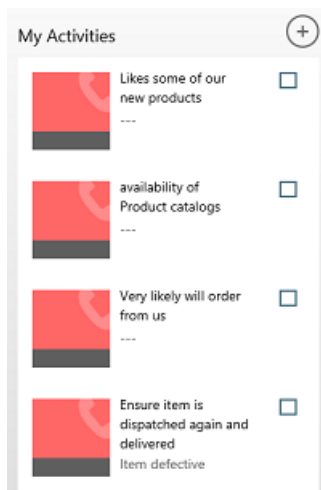 My Activities
Likes some of our
new products
---
availability of
Product catalogs
---
Very likely will order
from us
---
Ensure item is
dispatched again and
delivered
Item defective